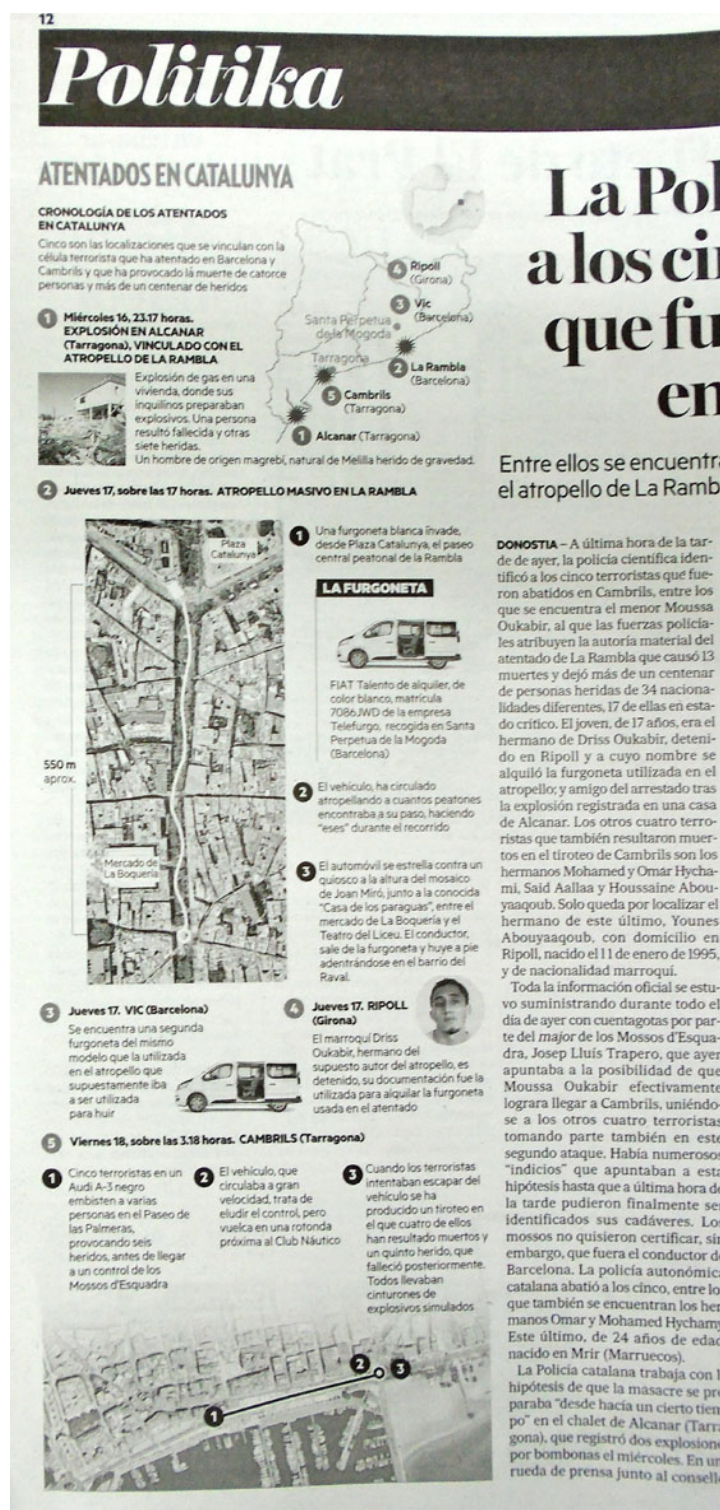 12
Politika
ATENTADOS EN CATALUNYA
CRONOLOGÍA DE LOS ATENTADOS
EN CATALUNYA
Cinco son las localizaciones que se vinculan con la
célula terrorista que ha atentado en Barcelona y
Cambrils y que ha provocado la muerte de catorce
personas y más de un centenar de heridos
4 Ripoll
(Girona)
3 Vic
(Barcelona)
Santa Perpetua
de la Mogoda
2 La Rambla
(Barcelona)
Tarragona
5 Cambrils
(Tarragona)
1 Alcanar (Tarragona)
1 Miércoles 16, 23.17 horas.
EXPLOSIÓN EN ALCANAR
(Tarragona), VINCULADO CON EL
ATROPELLO DE LA RAMBLA
Explosión de gas en una
vivienda, donde sus
inquilinos preparaban
explosivos. Una persona
resultó fallecida y otras
siete heridas.
Un hombre de origen magrebí, natural de Melilla herido de gravedad.
2 Jueves 17, sobre las 17 horas. ATROPELLO MASIVO EN LA RAMBLA
Plaza
Catalunya
550 m
aprox.
Mercado de
La Boquería
1 Una furgoneta blanca invade,
desde Plaza Catalunya, el paseo
central peatonal de la Rambla
LA FURGONETA
FIAT Talento de alquiler, de
color blanco, matrícula
7086JWD de la empresa
Telefurgo, recogida en Santa
Perpetua de la Mogoda
(Barcelona)
2 El vehículo, ha circulado
atropellando a cuantos peatones
encontraba a su paso, haciendo
"eses" durante el recorrido
3 El automóvil se estrella contra un
quiosco a la altura del mosaico
de Joan Miró, junto a la conocida
"Casa de los paraguas", entre el
mercado de La Boquería y el
Teatro del Liceu. El conductor,
sale de la furgoneta y huye a pie
adentrándose en el barrio del
Raval.
3 Jueves 17. VIC (Barcelona)
Se encuentra una segunda
furgoneta del mismo
modelo que la utilizada
en el atropello que
supuestamente iba
a ser utilizada
para huir
4 Jueves 17. RIPOLL
(Girona)
El marroquí Driss
Oukabir, hermano del
supuesto autor del atropello, es
detenido, su documentación fue la
utilizada para alquilar la furgoneta
usada en el atentado
5 Viernes 18, sobre las 3.18 horas. CAMBRILS (Tarragona)
1 Cinco terroristas en un
Audi A-3 negro
embisten a varias
personas en el Paseo de
las Palmeras,
provocando seis
heridos, antes de llegar
a un control de los
Mossos d'Esquadra
2 El vehículo, que
circulaba a gran
velocidad, trata de
eludir el control, pero
vuelca en una rotonda
próxima al Club Náutico
3 Cuando los terroristas
intentaban escapar del
vehículo se ha
producido un tiroteo en
el que cuatro de ellos
han resultado muertos y
un quinto herido, que
falleció posteriormente.
Todos llevaban
cinturones de
explosivos simulados
1
2 3
La Pol
a los cin
que fu
en
Entre ellos se encuentra
el atropello de La Ramb
DONOSTIA – A última hora de la tar-
de de ayer, la policía científica iden-
tificó a los cinco terroristas que fue-
ron abatidos en Cambrils, entre los
que se encuentra el menor Moussa
Oukabir, al que las fuerzas policia-
les atribuyen la autoría material del
atentado de La Rambla que causó 13
muertes y dejó más de un centenar
de personas heridas de 34 naciona-
lidades diferentes, 17 de ellas en esta-
do crítico. El joven, de 17 años, era el
hermano de Driss Oukabir, deteni-
do en Ripoll y a cuyo nombre se
alquiló la furgoneta utilizada en el
atropello; y amigo del arrestado tras
la explosión registrada en una casa
de Alcanar. Los otros cuatro terro-
ristas que también resultaron muer-
tos en el tiroteo de Cambrils son los
hermanos Mohamed y Omar Hycha-
mi, Said Aallaa y Houssaine Abou-
yaaqoub. Solo queda por localizar el
hermano de este último, Younes
Abouyaaqoub, con domicilio en
Ripoll, nacido el 11 de enero de 1995,
y de nacionalidad marroquí.
Toda la información oficial se estu-
vo suministrando durante todo el
día de ayer con cuentagotas por par-
te del major de los Mossos d'Esqua-
dra, Josep Lluís Trapero, que ayer
apuntaba a la posibilidad de que
Moussa Oukabir efectivamente
lograra llegar a Cambrils, uniéndo-
se a los otros cuatro terroristas
tomando parte también en este
segundo ataque. Había numerosos
"indicios" que apuntaban a esta
hipótesis hasta que a última hora de
la tarde pudieron finalmente ser
identificados sus cadáveres. Los
mossos no quisieron certificar, sin
embargo, que fuera el conductor de
Barcelona. La policía autonómica
catalana abatió a los cinco, entre lo
que también se encuentran los her
manos Omar y Mohamed Hychamy
Este último, de 24 años de edad
nacido en Mrir (Marruecos).
La Policía catalana trabaja con l
hipótesis de que la masacre se pre
paraba "desde hacía un cierto tiem
po" en el chalet de Alcanar (Tarra
gona), que registró dos explosione
por bombonas el miércoles. En un
rueda de prensa junto al conselle